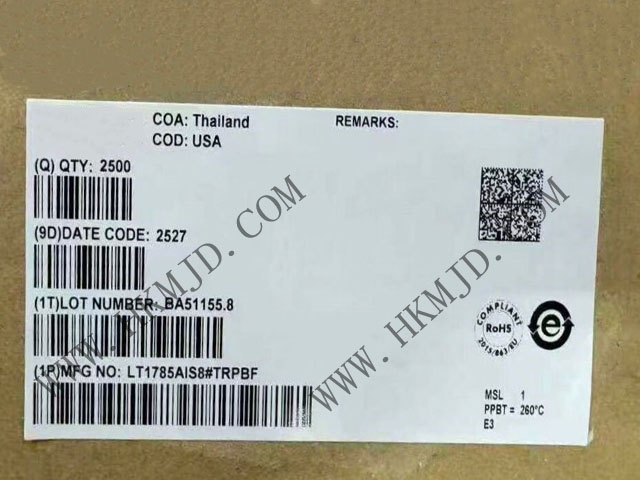 COA: Thailand
REMARKS:
COD: USA
(Q) QTY: 2500
(9D)DATE CODE: 2527
(1T)LOT NUMBER: BA51155.8
(1P)MFG NO: LT1785AIS8#TRPBF
COMPLIANT
RoHS
2015/863/EU
e
MSL 1
PPBT = 260°C
E3
WWW.HKMJD.COM
WWW.HKMJD.COM